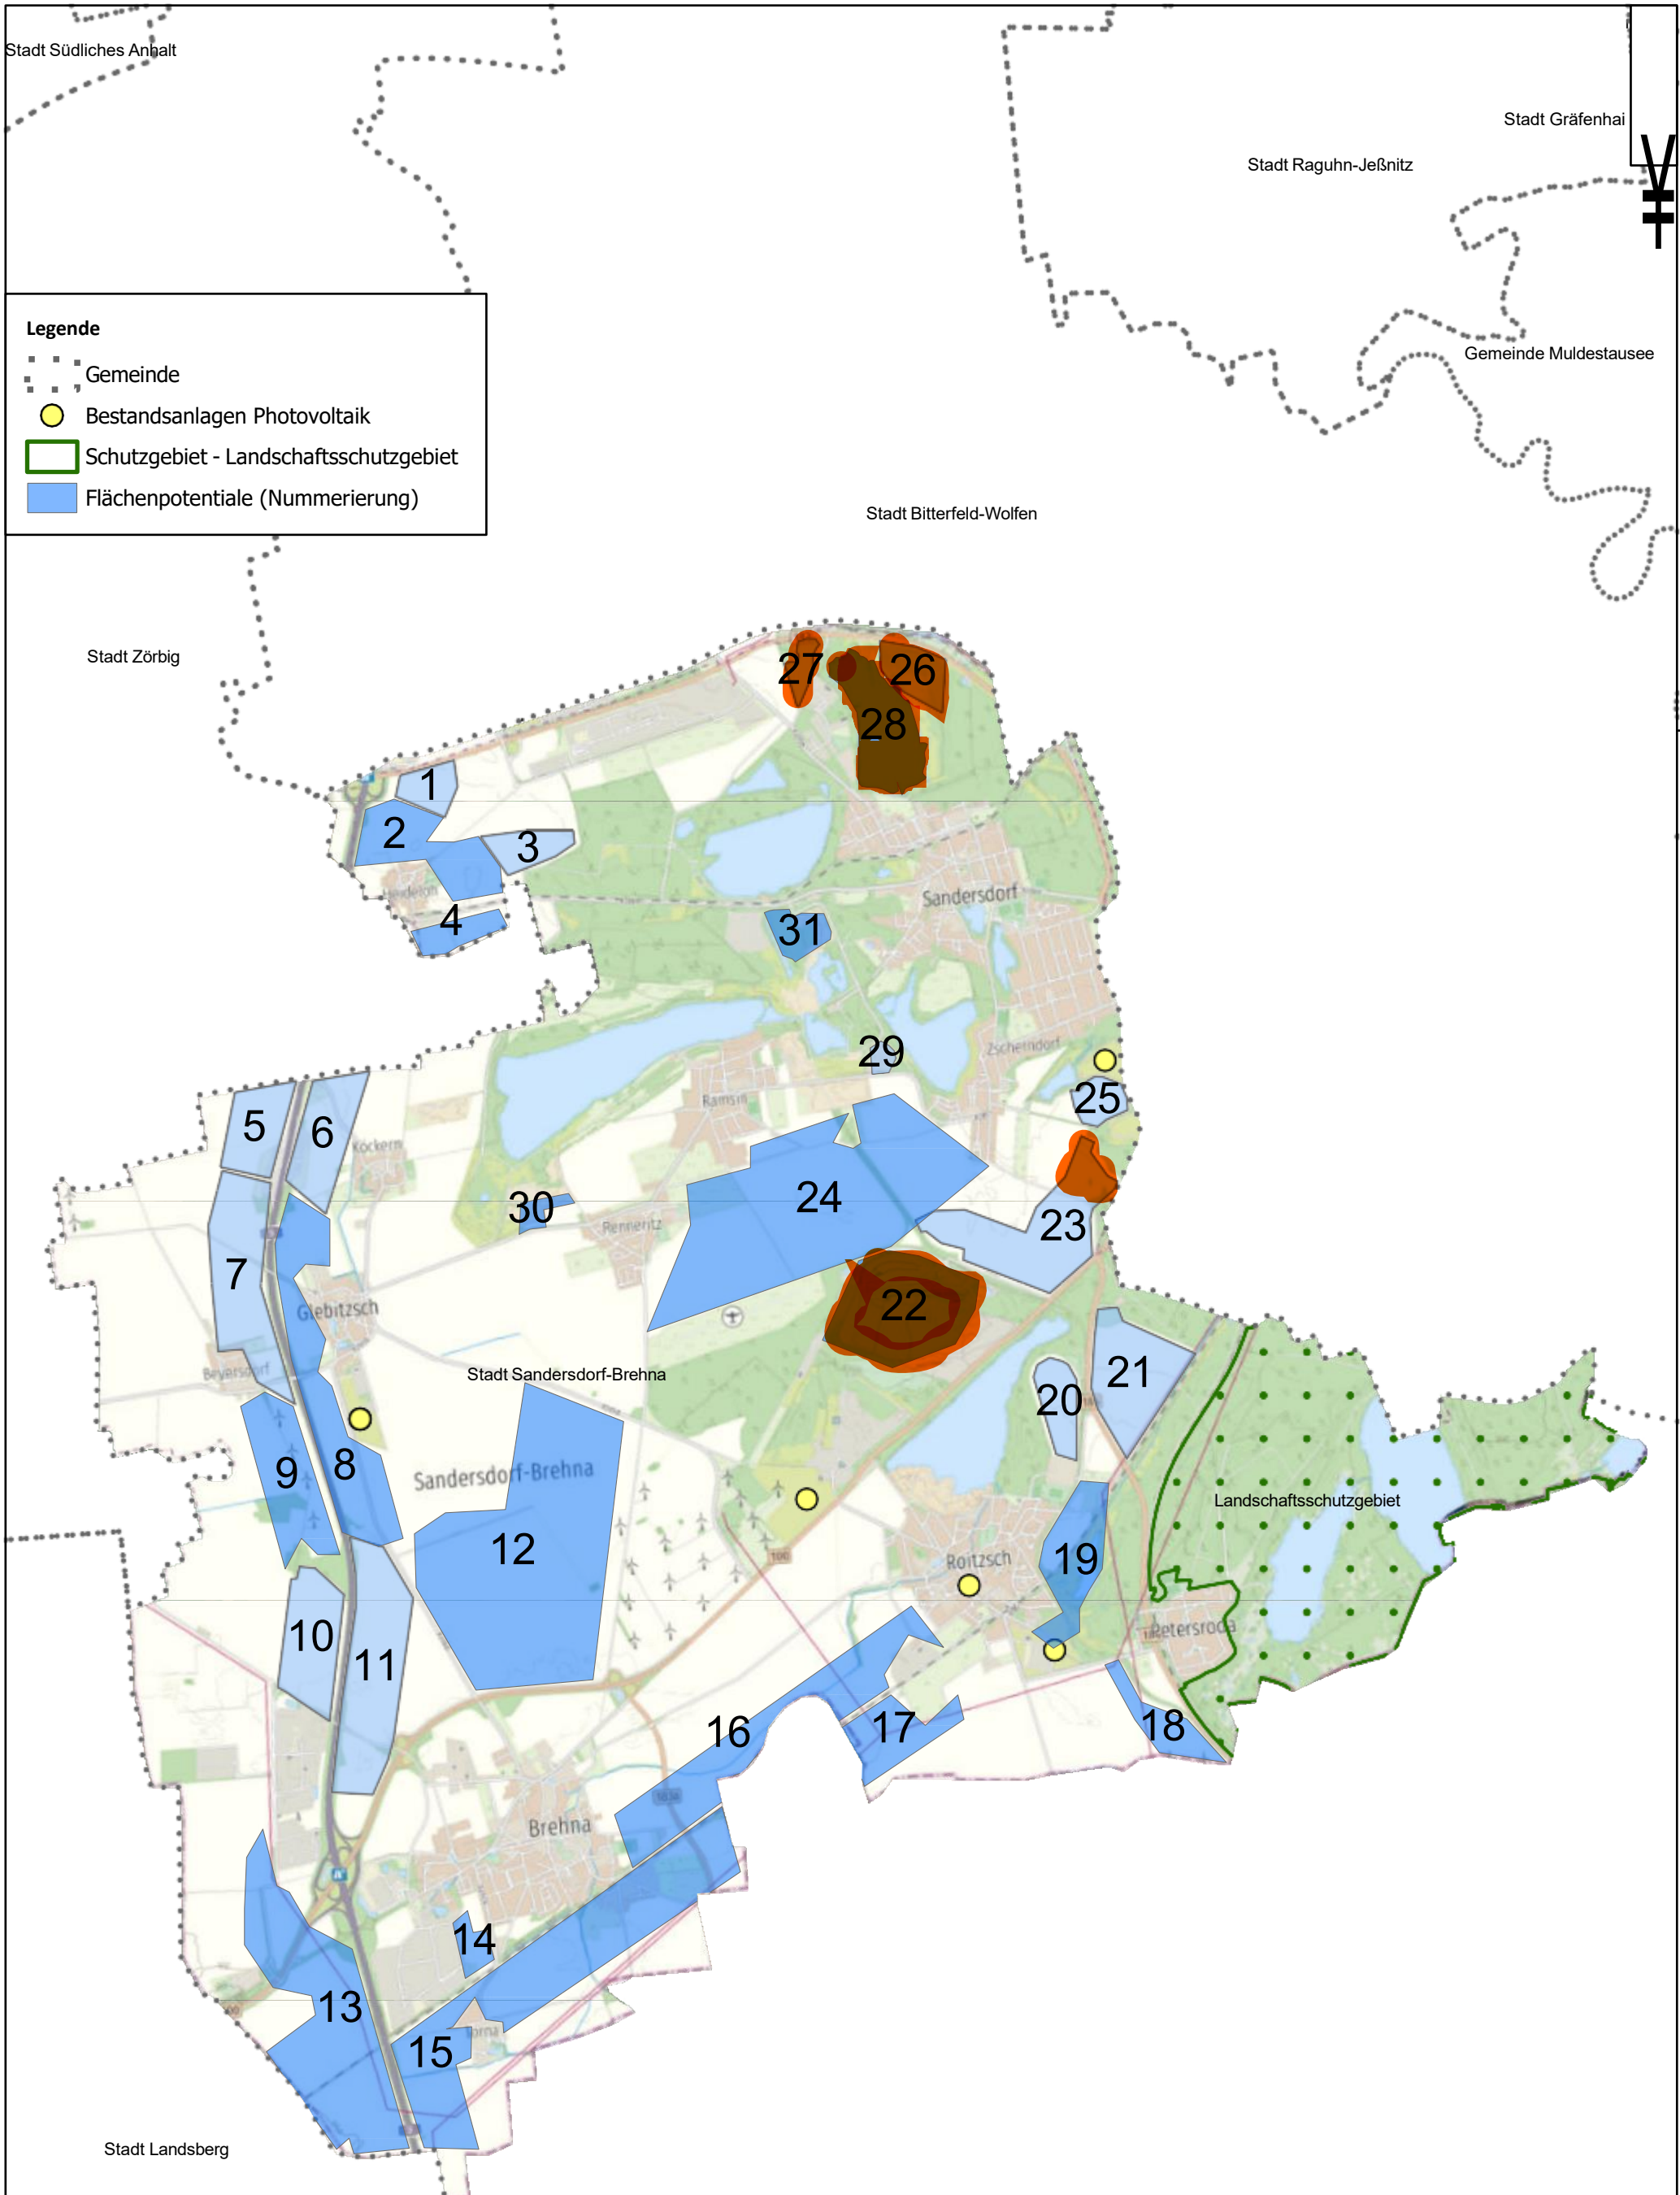 Stadt Südliches Anhalt
Stadt Gräfenhai
Stadt Raguhn-Jeßnitz
Gemeinde Muldestausee
Legende
Gemeinde
Bestandsanlagen Photovoltaik
Schutzgebiet - Landschaftsschutzgebiet
Flächenpotentiale (Nummerierung)
Stadt Bitterfeld-Wolfen
Stadt Zörbig
27
26
28
1
2
3
Sandersdorf
4
31
29
Zscherndorf
25
Ramsin
5
6
Köckern
24
30
Renneritz
23
7
Glebitzsch
22
Beyersdorf
Stadt Sandersdorf-Brehna
21
20
9
8
Sandersdorf-Brehna
Landschaftsschutzgebiet
12
100
Roitzsch
19
10
11
Petersroda
16
17
18
Brehna
14
13
15
Torna
Stadt Landsberg